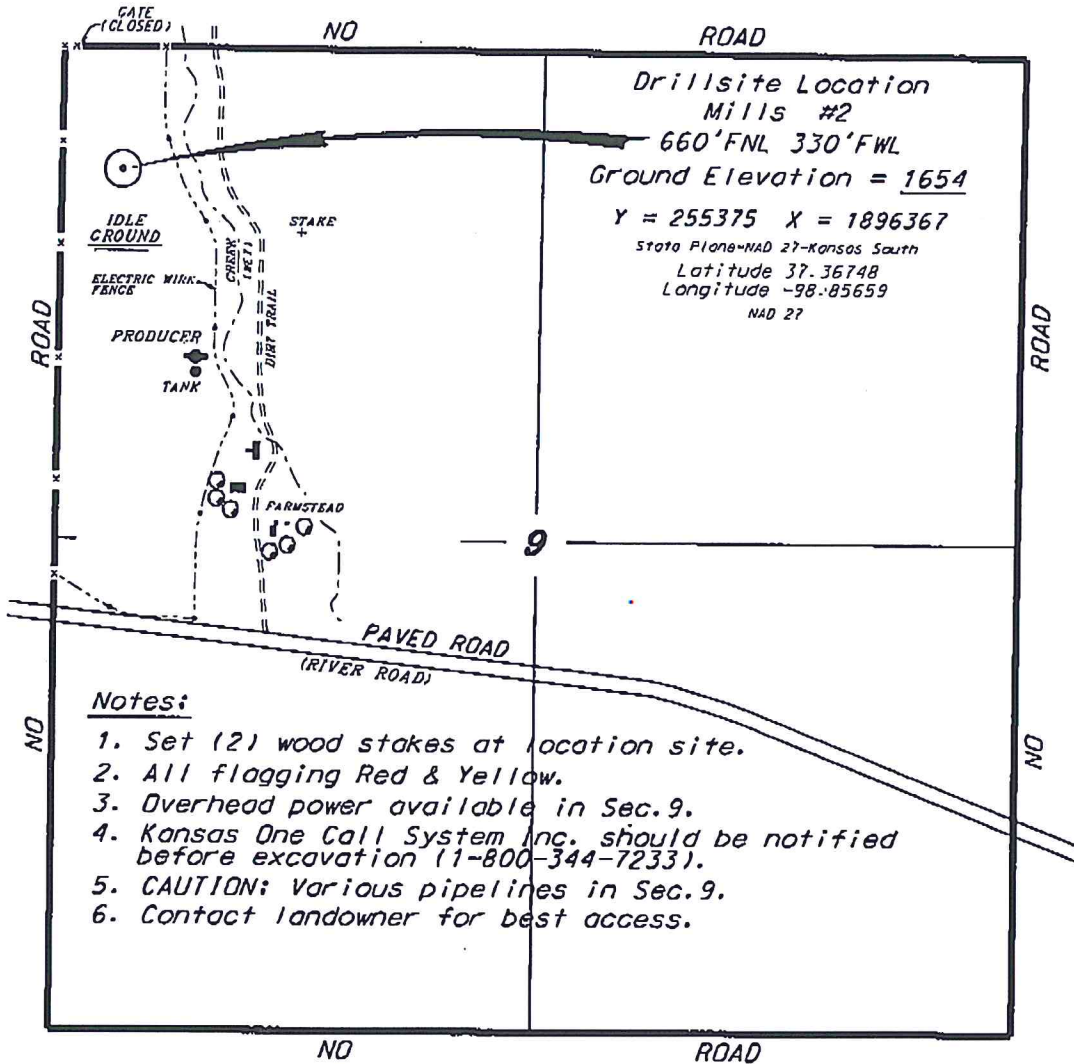 GATE
(CLOSED)
NO ROAD
Drillsite Location
Mills #2
660'FNL 330'FWL
Ground Elevation = 1654
Y = 255375 X = 1896367
State Plane-NAD 27-Kansas South
Latitude 37.36748
Longitude -98.85659
NAD 27
IDLE
GROUND
STAKE
CREEK
(WET)
ELECTRIC WIRE
FENCE
DIRT TRAIL
PRODUCER
TANK
ROAD
ROAD
FARMSTEAD
9
PAVED ROAD
(RIVER ROAD)
NO
NO
Notes:
1. Set (2) wood stakes at location site.
2. All flagging Red & Yellow.
3. Overhead power available in Sec.9.
4. Kansas One Call System Inc. should be notified
before excavation (1-800-344-7233).
5. CAUTION: Various pipelines in Sec.9.
6. Contact landowner for best access.
NO ROAD